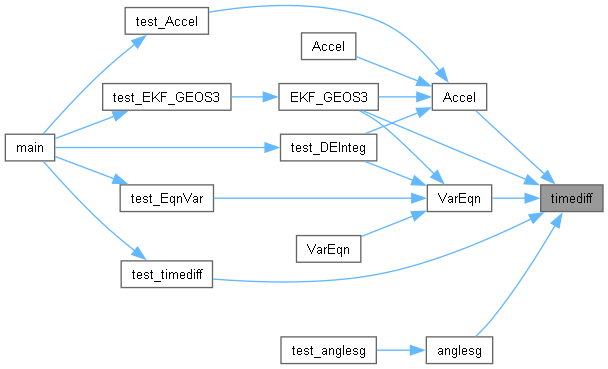 test_Accel
Accel
test_EKF_GEOS3
EKF_GEOS3
Accel
main
test_DEInteg
test_EqnVar
VarEqn
timediff
VarEqn
test_timediff
test_anglesg
anglesg